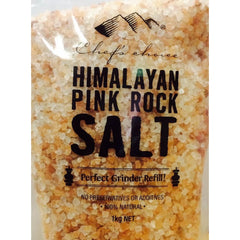 Chef's choice
HIMALAYAN
PINK ROCK
SALT
Perfect Grinder Refill!
NO PRESERVATIVES OR ADDITIVES
• 100% NATURAL •
1kg NET